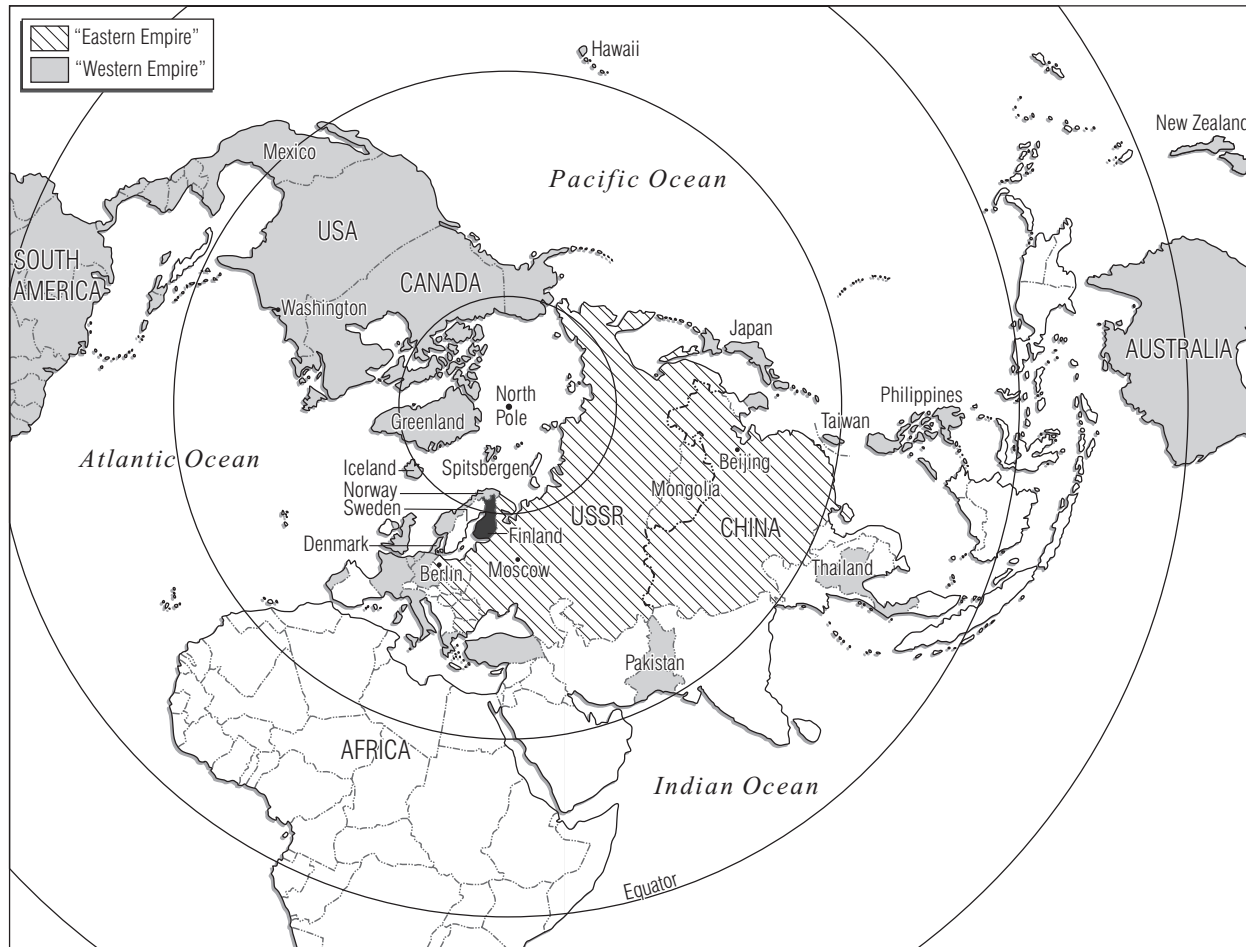 “Eastern Empire”
“Western Empire”
Hawaii
New Zealand
Mexico
Pacific Ocean
USA
SOUTH
AMERICA
CANADA
Washington
Japan
AUSTRALIA
Philippines
North
Pole
Greenland
Taiwan
Atlantic Ocean
Iceland
Spitsbergen
Beijing
Norway
Mongolia
Sweden
USSR
CHINA
Finland
Denmark
Berlin
Moscow
Thailand
Pakistan
AFRICA
Indian Ocean
Equator